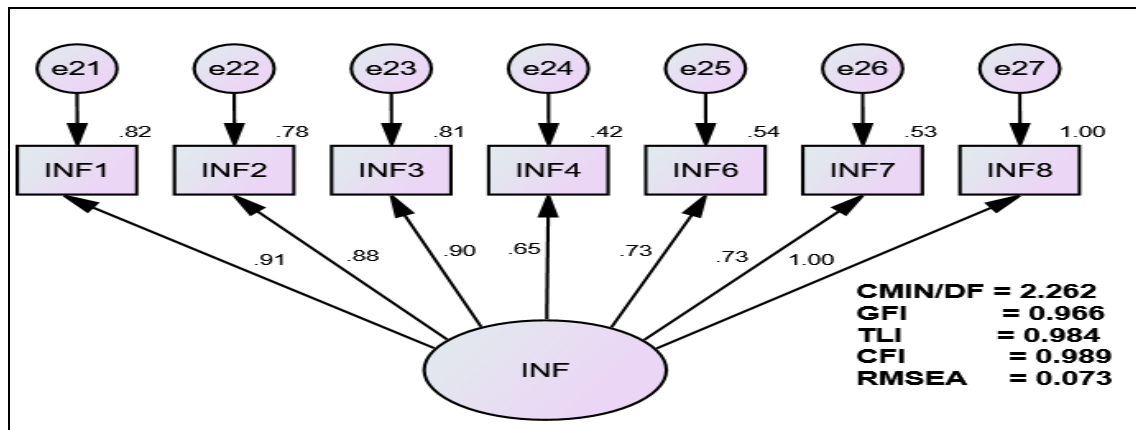 e21 e22 e23 e24 e25 e26 e27
.82 .78 .81 .42 .54 .53 1.00
INF1 INF2 INF3 INF4 INF6 INF7 INF8
.91 .88 .90 .65 .73 .73 1.00
INF
CMIN/DF = 2.262
GFI = 0.966
TLI = 0.984
CFI = 0.989
RMSEA = 0.073